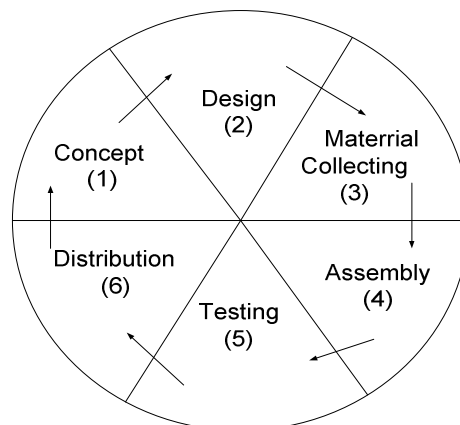 Concept
(1)
Design
(2)
Materrial
Collecting
(3)
Assembly
(4)
Testing
(5)
Distribution
(6)